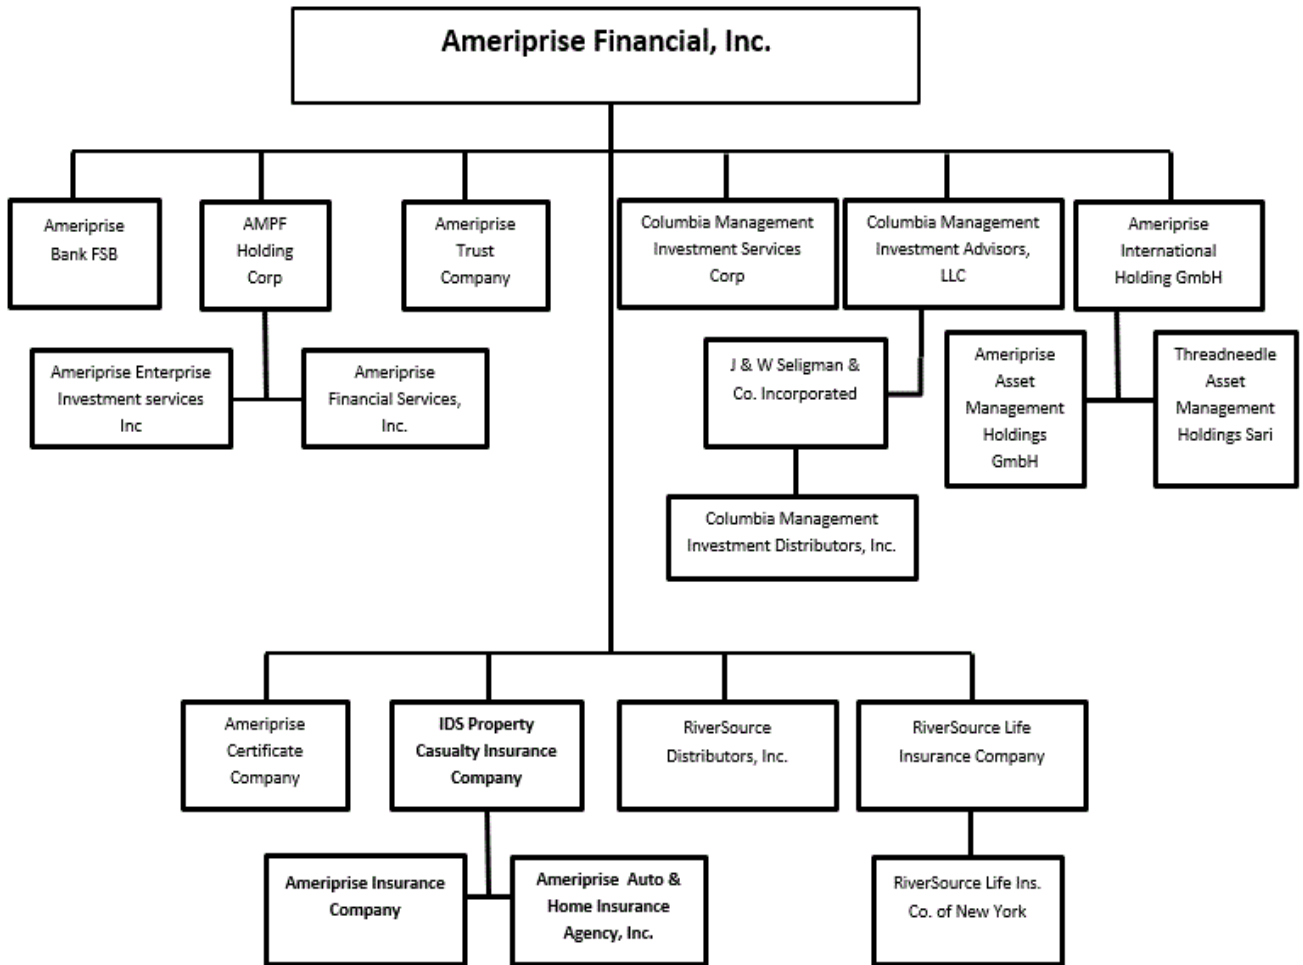 Ameriprise Financial, Inc.
Ameriprise
Bank FSB
AMPF
Holding
Corp
Ameriprise
Trust
Company
Columbia Management
Investment Services
Corp
Columbia Management
Investment Advisors,
LLC
Ameriprise
International
Holding GmbH
Ameriprise Enterprise
Investment services
Inc
Ameriprise
Financial Services,
Inc.
J & W Seligman &
Co. Incorporated
Ameriprise
Asset
Management
Holdings
GmbH
Threadneedle
Asset
Management
Holdings Sari
Columbia Management
Investment Distributors, Inc.
Ameriprise
Certificate
Company
IDS Property
Casualty Insurance
Company
RiverSource
Distributors, Inc.
RiverSource Life
Insurance Company
Ameriprise Insurance
Company
Ameriprise Auto &
Home Insurance
Agency, Inc.
RiverSource Life Ins.
Co. of New York